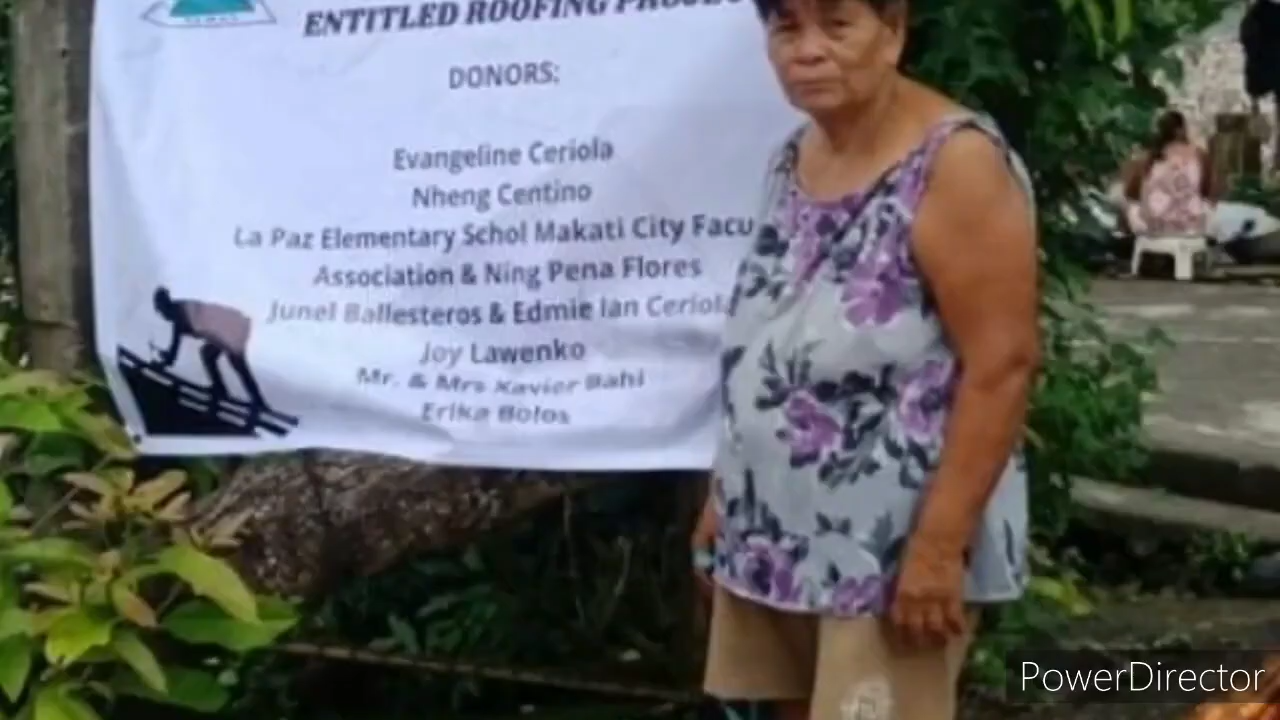 ENTITLED ROOFING
DONORS:
Evangeline Ceriola
Nheng Centino
La Paz Elementary Schol Makati City Facu
Association & Ning Pena Flores
Junel Ballesteros & Edmie Ian Ceriola
Joy Lawenko
Mr. & Mrs Xavier Bahi
Erika Bolos
PowerDirector